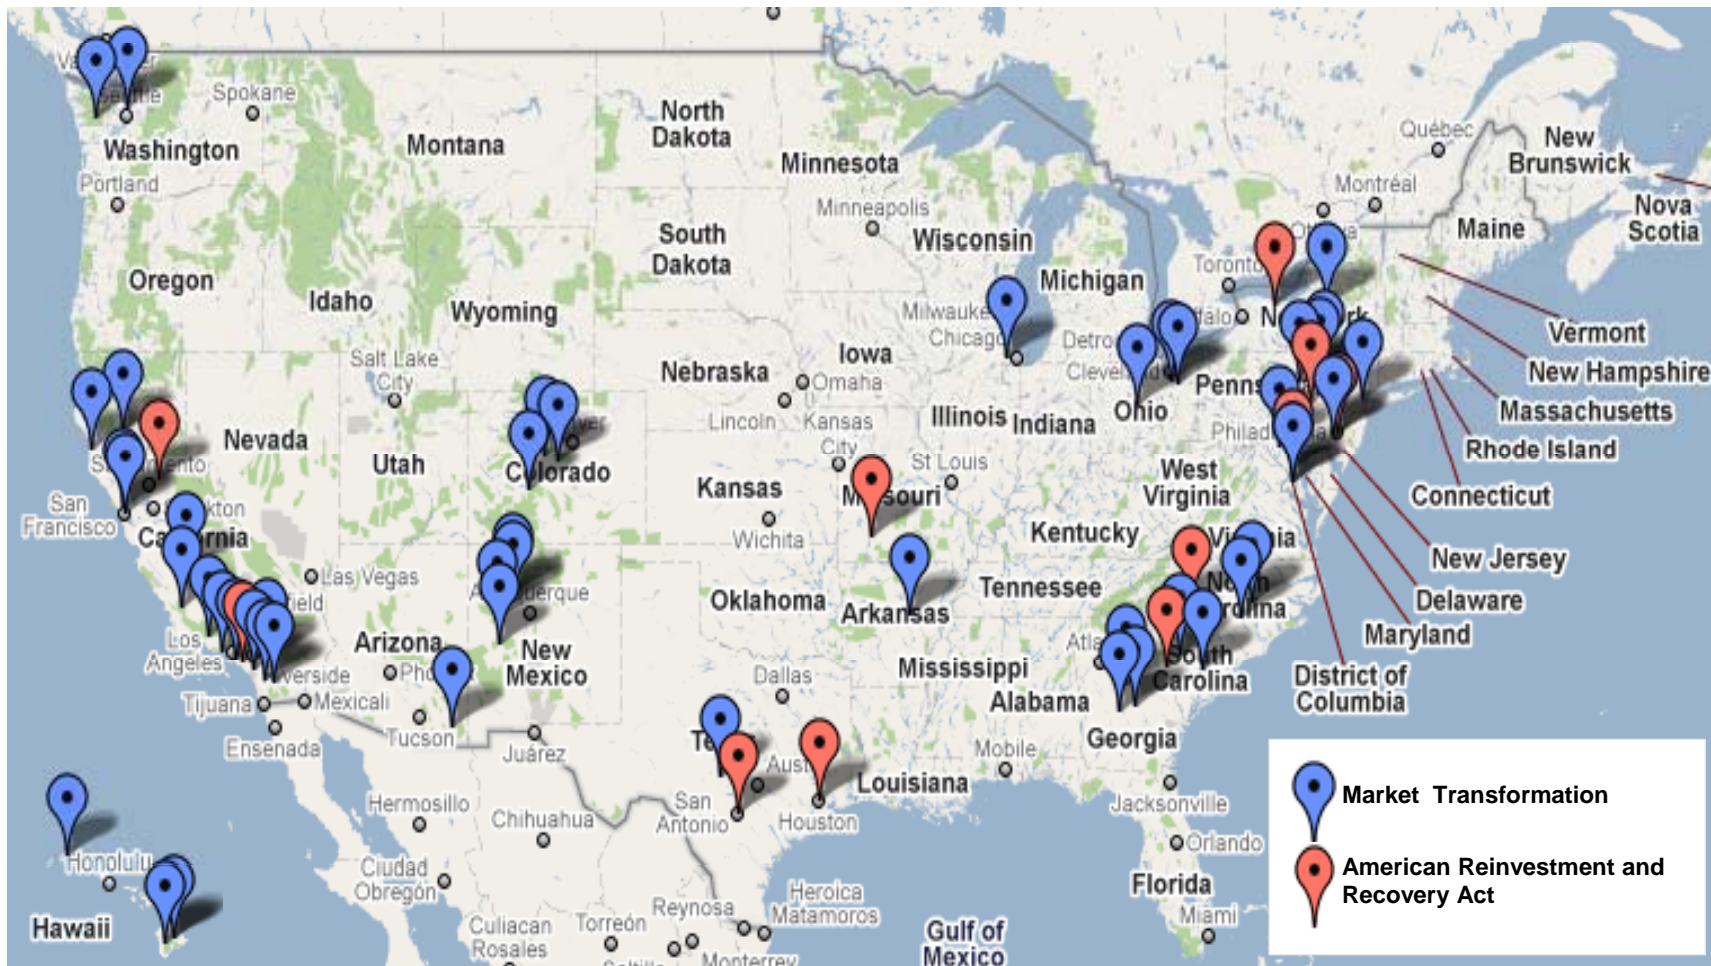 Spokane
Washington
Portland
Oregon
Montana
Idaho
Wyoming
North
Dakota
South
Dakota
Minnesota
Minneapolis
Wisconsin
Michigan
Chicago
Iowa
Nebraska
Omaha
Lincoln
Kansas
City
Salt Lake
City
Nevada
Utah
Colorado
Kansas
Wichita
St Louis
Illinois
Indiana
Ohio
West
Virginia
Kentucky
Tennessee
Oklahoma
Arkansas
San
Francisco
Las Vegas
Los
Angeles
Arizona
New
Mexico
Tijuana
Mexicali
Ensenada
Tucson
Juárez
Dallas
Mississippi
Alabama
Georgia
South
Carolina
Louisiana
Mobile
San
Antonio
Houston
Jacksonville
Orlando
Florida
Miami
Gulf of
Mexico
Hermosillo
Chihuahua
Ciudad
Obregón
Culiacan
Rosales
Torreón
Reynosa
Heroica
Matamoros
Monterrey
Honolulu
Hawaii
Québec
Montréal
Toronto
New
Brunswick
Nova
Scotia
Maine
Vermont
New Hampshire
Massachusetts
Rhode Island
Connecticut
New Jersey
Delaware
Maryland
District of
Columbia
Market Transformation
American Reinvestment and
Recovery Act